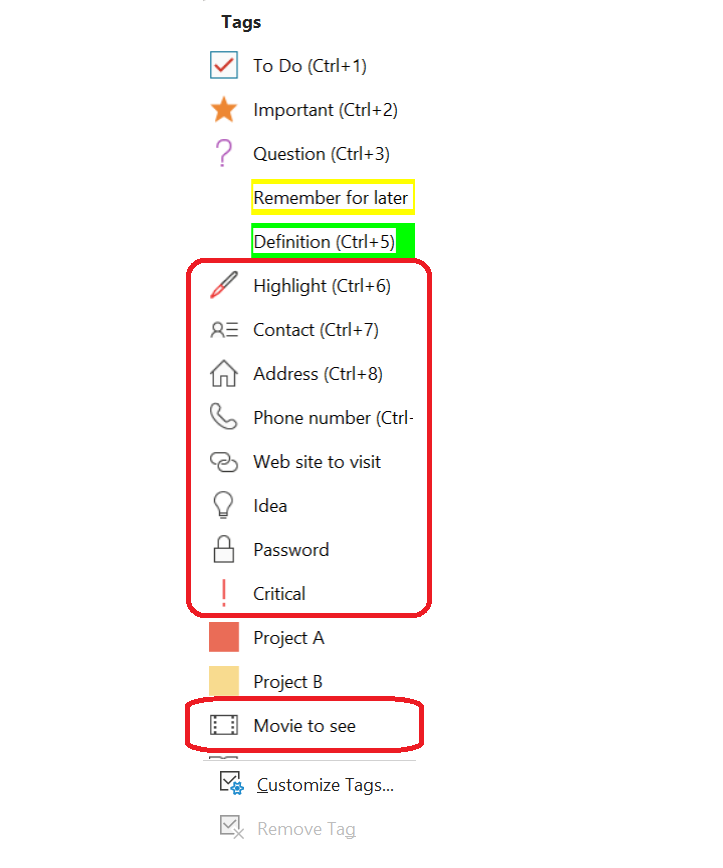 Tags
To Do (Ctrl+1)
Important (Ctrl+2)
Question (Ctrl+3)
Remember for later
Definition (Ctrl+5)
Highlight (Ctrl+6)
Contact (Ctrl+7)
Address (Ctrl+8)
Phone number (Ctrl-
Web site to visit
Idea
Password
Critical
Project A
Project B
Movie to see
Customize Tags...
Remove Tag